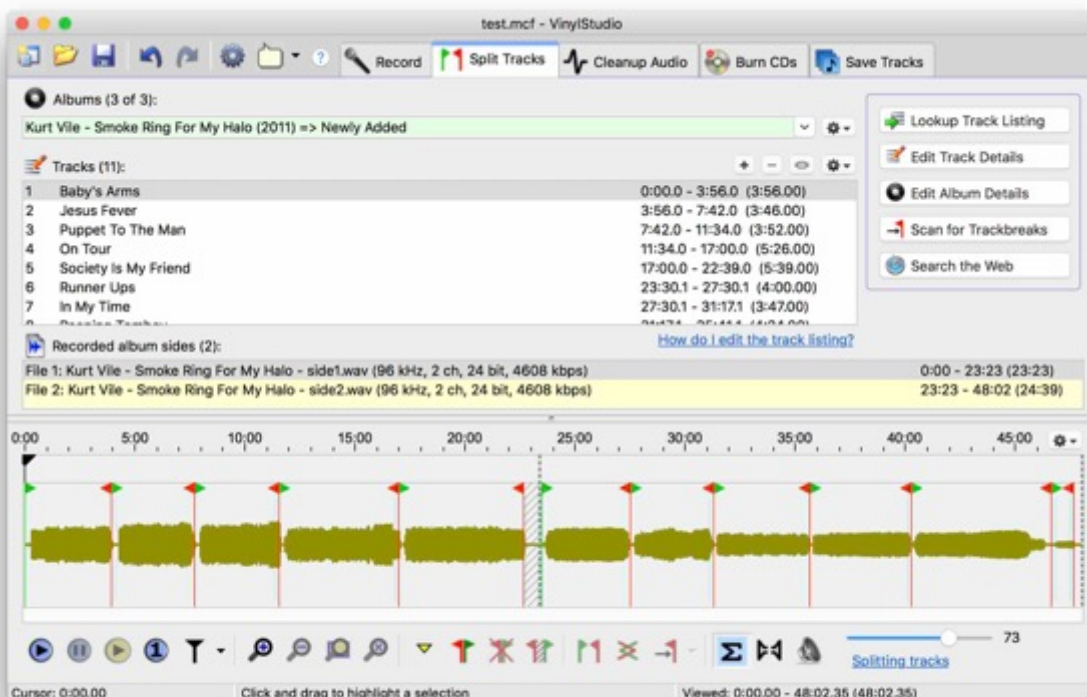 test.mcf - VinylStudio
Record Split Tracks Cleanup Audio Burn CDs Save Tracks
Albums (3 of 3):
Kurt Vile - Smoke Ring For My Halo (2011) => Newly Added
Lookup Track Listing
Edit Track Details
Edit Album Details
Scan for Trackbreaks
Search the Web
Tracks (11):
1 Baby's Arms 0:00.0 - 3:56.0 (3:56.00)
2 Jesus Fever 3:56.0 - 7:42.0 (3:46.00)
3 Puppet To The Man 7:42.0 - 11:34.0 (3:52.00)
4 On Tour 11:34.0 - 17:00.0 (5:26.00)
5 Society Is My Friend 17:00.0 - 22:39.0 (5:39.00)
6 Runner Ups 23:30.1 - 27:30.1 (4:00.00)
7 In My Time 27:30.1 - 31:17.1 (3:47.00)
How do I edit the track listing?
Recorded album sides (2):
File 1: Kurt Vile - Smoke Ring For My Halo - side1.wav (96 kHz, 2 ch, 24 bit, 4608 kbps) 0:00 - 23:23 (23:23)
File 2: Kurt Vile - Smoke Ring For My Halo - side2.wav (96 kHz, 2 ch, 24 bit, 4608 kbps) 23:23 - 48:02 (24:39)
0:00 5:00 10:00 15:00 20:00 25:00 30:00 35:00 40:00 45:00
73
Splitting tracks
Cursor: 0:00.00 Click and drag to highlight a selection Viewed: 0:00.00 - 48:02.35 (48:02.35)